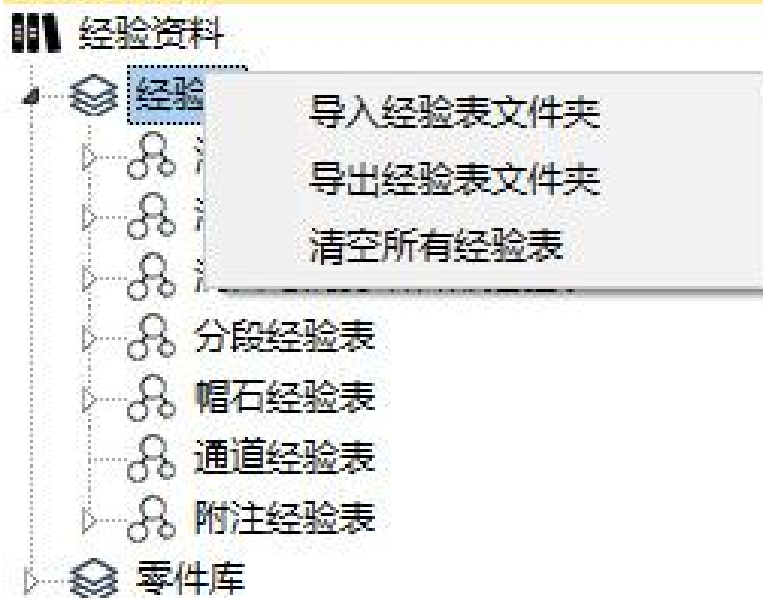 经验资料
经验
导入经验表文件夹
导出经验表文件夹
清空所有经验表
分段经验表
帽石经验表
通道经验表
附注经验表
零件库